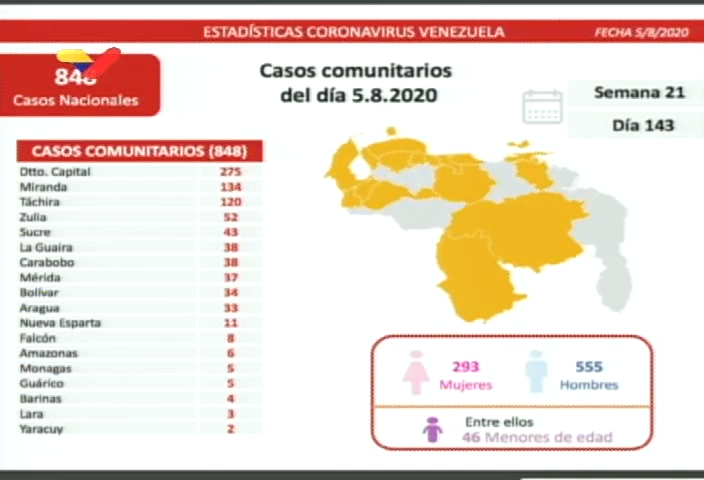 ESTADÍSTICAS CORONAVIRUS VENEZUELA
FECHA 5/8/2020
848
Casos Nacionales
Casos comunitarios
del día 5.8.2020
Semana 21
Día 143
CASOS COMUNITARIOS (848)
Dtto. Capital 275
Miranda 134
Táchira 120
Zulia 52
Sucre 43
La Guaira 38
Carabobo 38
Mérida 37
Bolívar 34
Aragua 33
Nueva Esparta 11
Falcón 8
Amazonas 6
Monagas 5
Guárico 5
Barinas 4
Lara 3
Yaracuy 2
293
Mujeres
555
Hombres
Entre ellos
46 Menores de edad